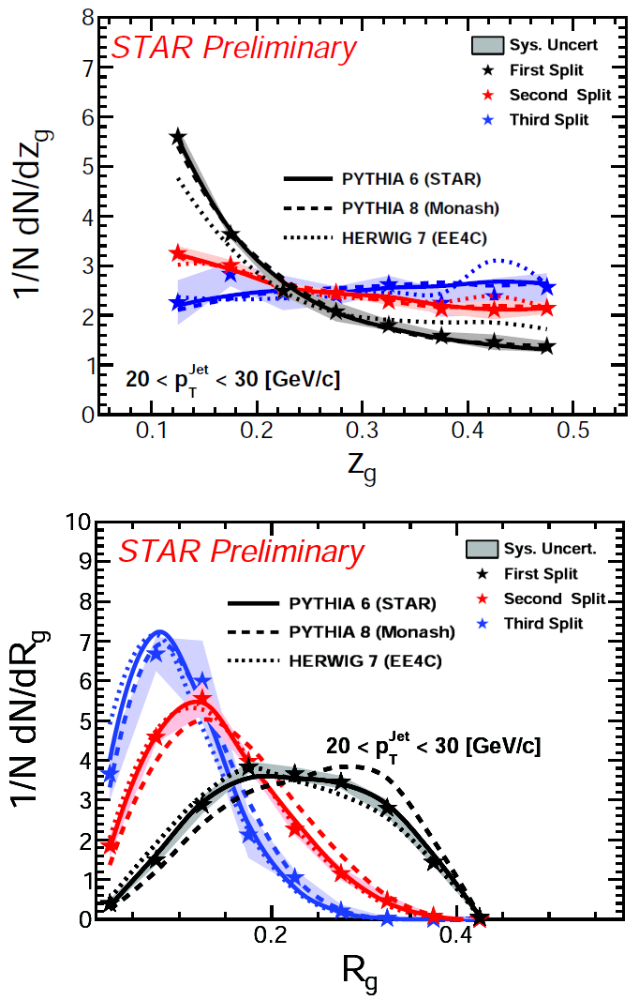 STAR Preliminary
Sys. Uncert
First Split
Second Split
Third Split
PYTHIA 6 (STAR)
PYTHIA 8 (Monash)
HERWIG 7 (EE4C)
20 < p_T^Jet < 30 [GeV/c]
1/N dN/dz_g
8
7
6
5
4
3
2
1
0
0.1 0.2 0.3 0.4 0.5
z_g
STAR Preliminary
Sys. Uncert.
First Split
Second Split
Third Split
PYTHIA 6 (STAR)
PYTHIA 8 (Monash)
HERWIG 7 (EE4C)
20 < p_T^Jet < 30 [GeV/c]
1/N dN/dR_g
10
9
8
7
6
5
4
3
2
1
0
0.2 0.4
R_g